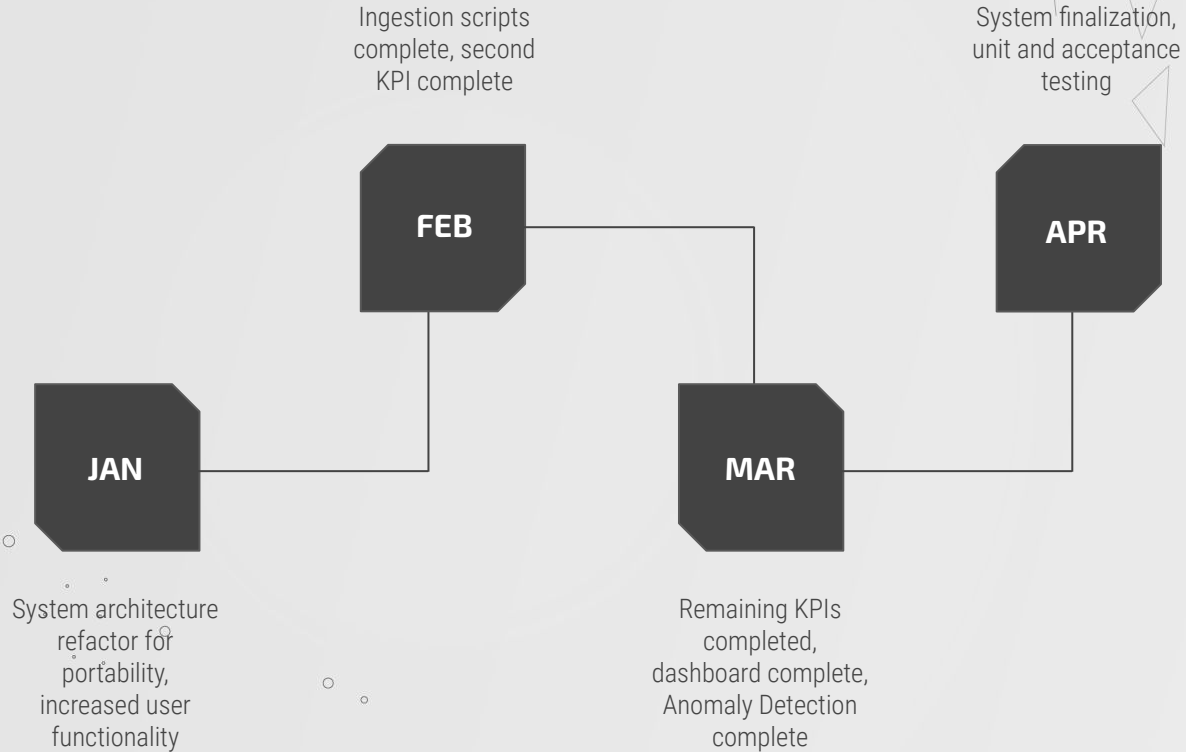 Ingestion scripts
complete, second
KPI complete
System finalization,
unit and acceptance
testing
FEB
APR
JAN
MAR
System architecture
refactor for
portability,
increased user
functionality
Remaining KPIs
completed,
dashboard complete,
Anomaly Detection
complete